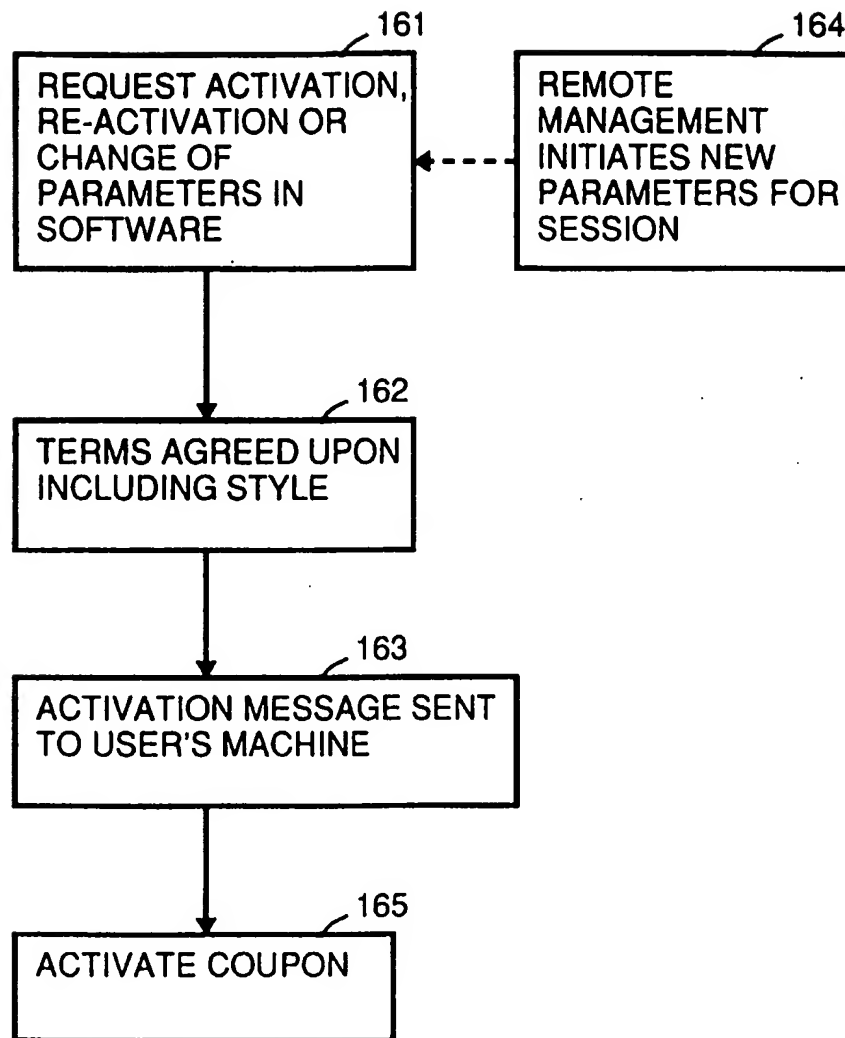 161
REQUEST ACTIVATION,
RE-ACTIVATION OR
CHANGE OF
PARAMETERS IN
SOFTWARE
164
REMOTE
MANAGEMENT
INITIATES NEW
PARAMETERS FOR
SESSION
162
TERMS AGREED UPON
INCLUDING STYLE
163
ACTIVATION MESSAGE SENT
TO USER'S MACHINE
165
ACTIVATE COUPON